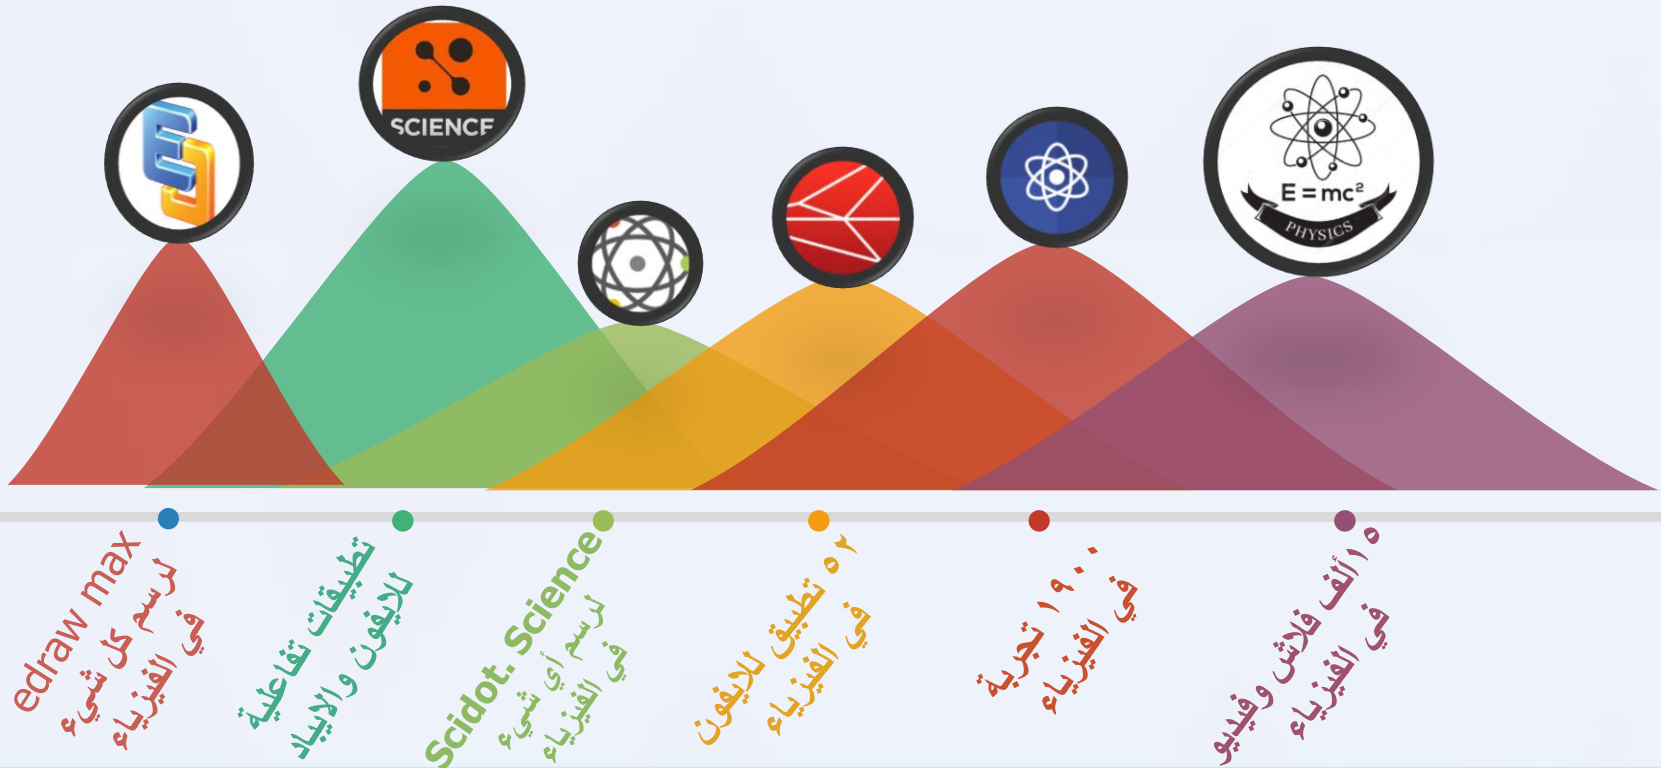 SCIENCE
E = mc²
PHYSICS
edraw max
لرسم كل شيء
في الفيزياء
تطبيقات تفاعلية
للايفون والايباد
Scidot. Science
لرسم أي شيء
في الفيزياء
٥٢ تطبيق للايفون
في الفيزياء
١٩٠٠ تجربة
في الفيزياء
١٥ ألف فلاش وفيديو
في الفيزياء